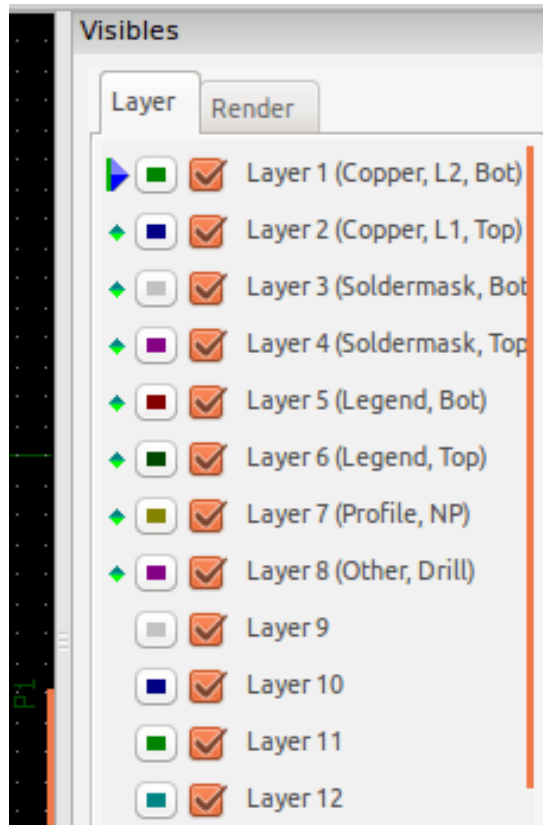 Visibles
Layer
Render
Layer 1 (Copper, L2, Bot)
Layer 2 (Copper, L1, Top)
Layer 3 (Soldermask, Bot
Layer 4 (Soldermask, Top
Layer 5 (Legend, Bot)
Layer 6 (Legend, Top)
Layer 7 (Profile, NP)
Layer 8 (Other, Drill)
Layer 9
Layer 10
Layer 11
Layer 12
P1